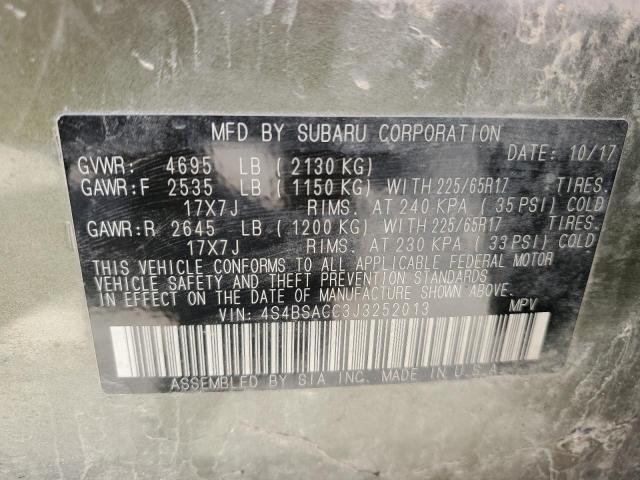 MFD BY SUBARU CORPORATION
DATE: 10/17
GVWR: 4695 LB (2130 KG)
GAWR:F 2535 LB (1150 KG) WITH 225/65R17 TIRES.
17X7J RIMS. AT 240 KPA (35 PSI) COLD
GAWR:R 2645 LB (1200 KG) WITH 225/65R17 TIRES.
17X7J RIMS. AT 230 KPA (33 PSI) COLD
THIS VEHICLE CONFORMS TO ALL APPLICABLE FEDERAL MOTOR
VEHICLE SAFETY AND THEFT PREVENTION STANDARDS
IN EFFECT ON THE DATE OF MANUFACTURE SHOWN ABOVE.
VIN: 4S4BSACC3J3252013 MPV
ASSEMBLED BY SIA INC. MADE IN U.S.A.